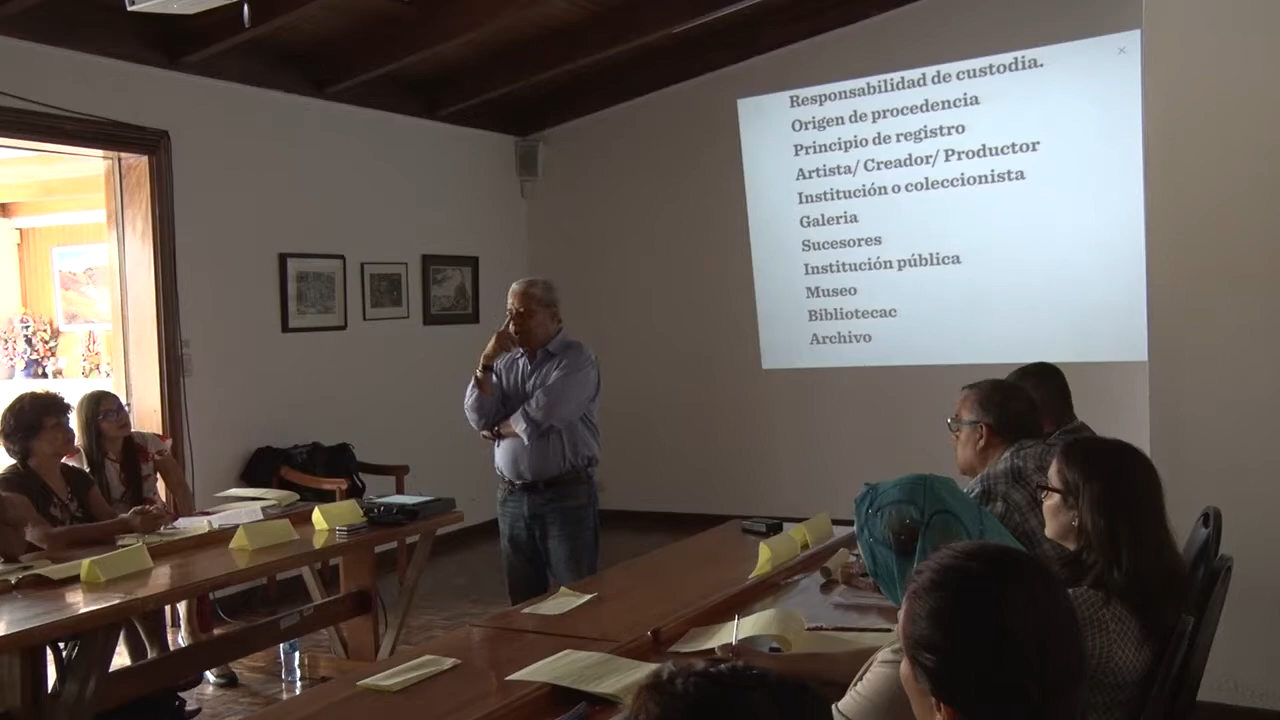 Responsabilidad de custodia.
Origen de procedencia
Principio de registro
Artista/ Creador/ Productor
Institución o coleccionista
Galeria
Sucesores
Institución pública
Museo
Bibliotecac
Archivo